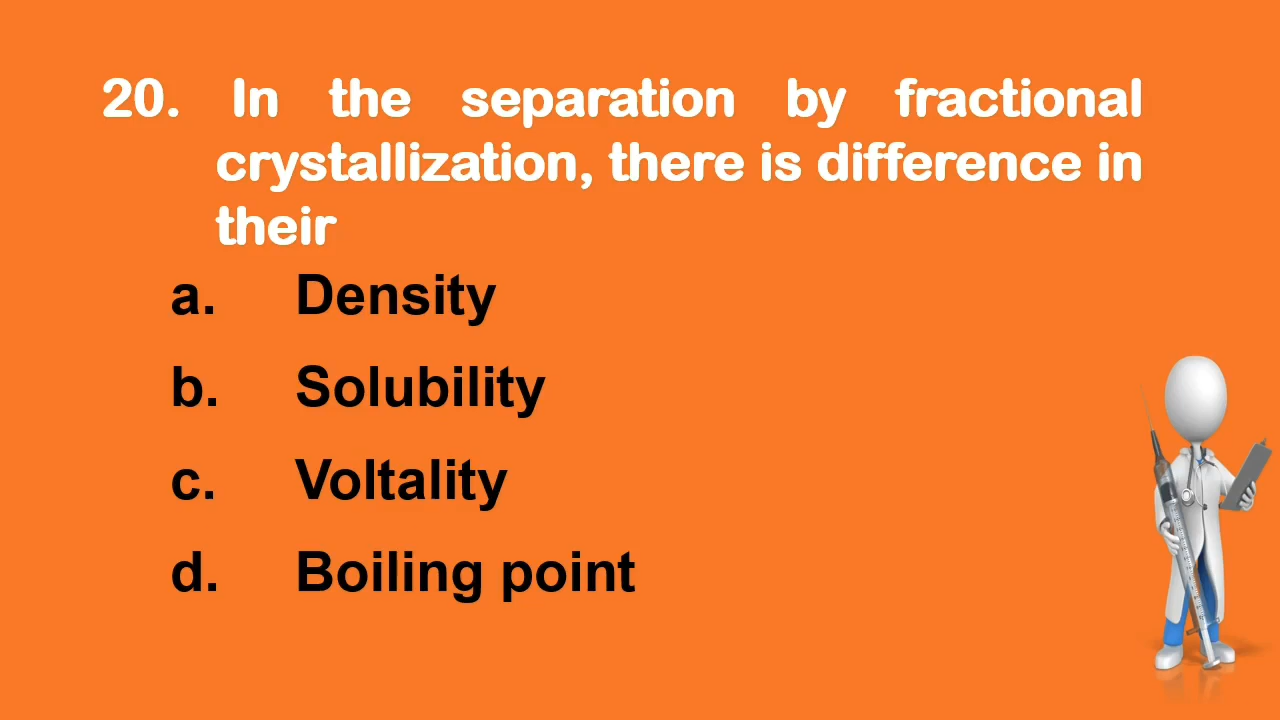 20. In the separation by fractional
crystallization, there is difference in
their
a. Density
b. Solubility
c. Voltality
d. Boiling point